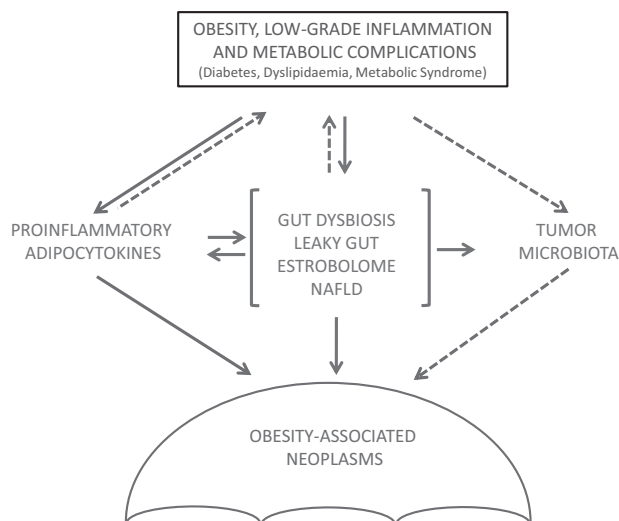 OBESITY, LOW-GRADE INFLAMMATION
AND METABOLIC COMPLICATIONS
(Diabetes, Dyslipidaemia, Metabolic Syndrome)
PROINFLAMMATORY
ADIPOCYTOKINES
GUT DYSBIOSIS
LEAKY GUT
ESTROBOLOME
NAFLD
TUMOR
MICROBIOTA
OBESITY-ASSOCIATED
NEOPLASMS